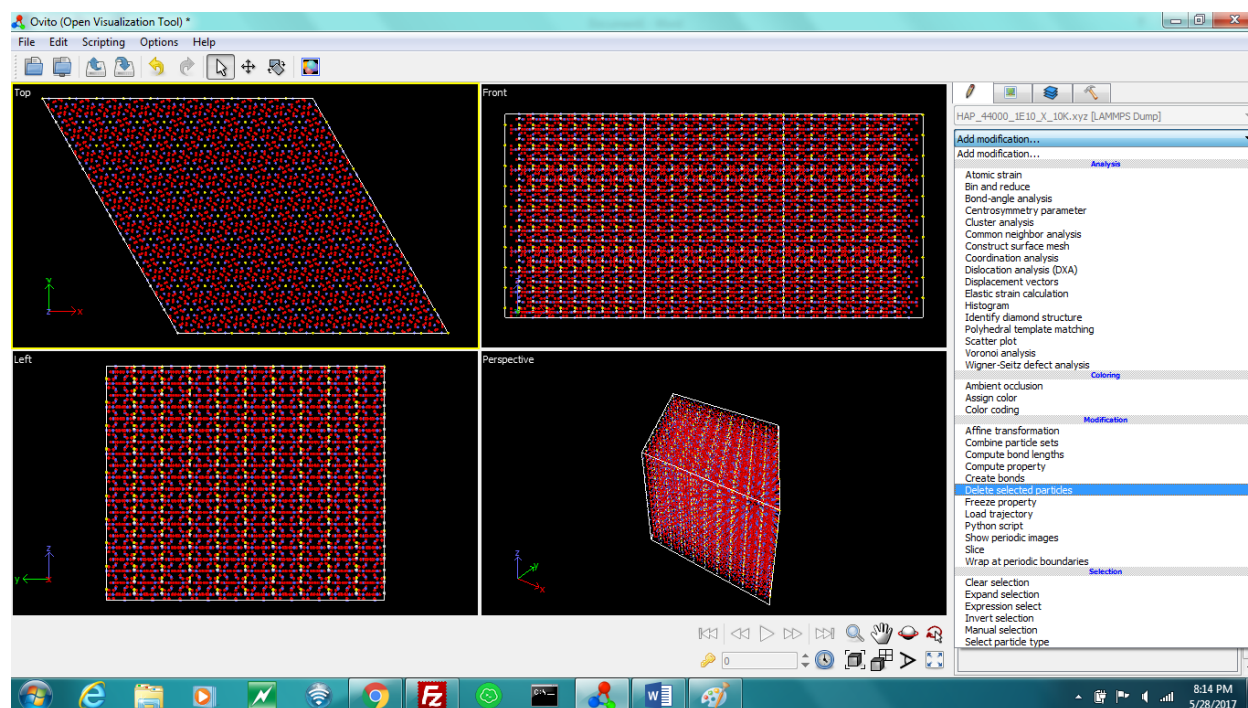 Ovito (Open Visualization Tool) *
File Edit Scripting Options Help
Top
y
z x
Front
Left
z
y x
Perspective
z
y
x
0
HAP_44000_1E10_X_10K.xyz [LAMMPS Dump]
Add modification...
Add modification...
Analysis
Atomic strain
Bin and reduce
Bond-angle analysis
Centrosymmetry parameter
Cluster analysis
Common neighbor analysis
Construct surface mesh
Coordination analysis
Dislocation analysis (DXA)
Displacement vectors
Elastic strain calculation
Histogram
Identify diamond structure
Polyhedral template matching
Scatter plot
Voronoi analysis
Wigner-Seitz defect analysis
Coloring
Ambient occlusion
Assign color
Color coding
Modification
Affine transformation
Combine particle sets
Compute bond lengths
Compute property
Create bonds
Delete selected particles
Freeze property
Load trajectory
Python script
Show periodic images
Slice
Wrap at periodic boundaries
Selection
Clear selection
Expand selection
Expression select
Invert selection
Manual selection
Select particle type
8:14 PM
5/28/2017